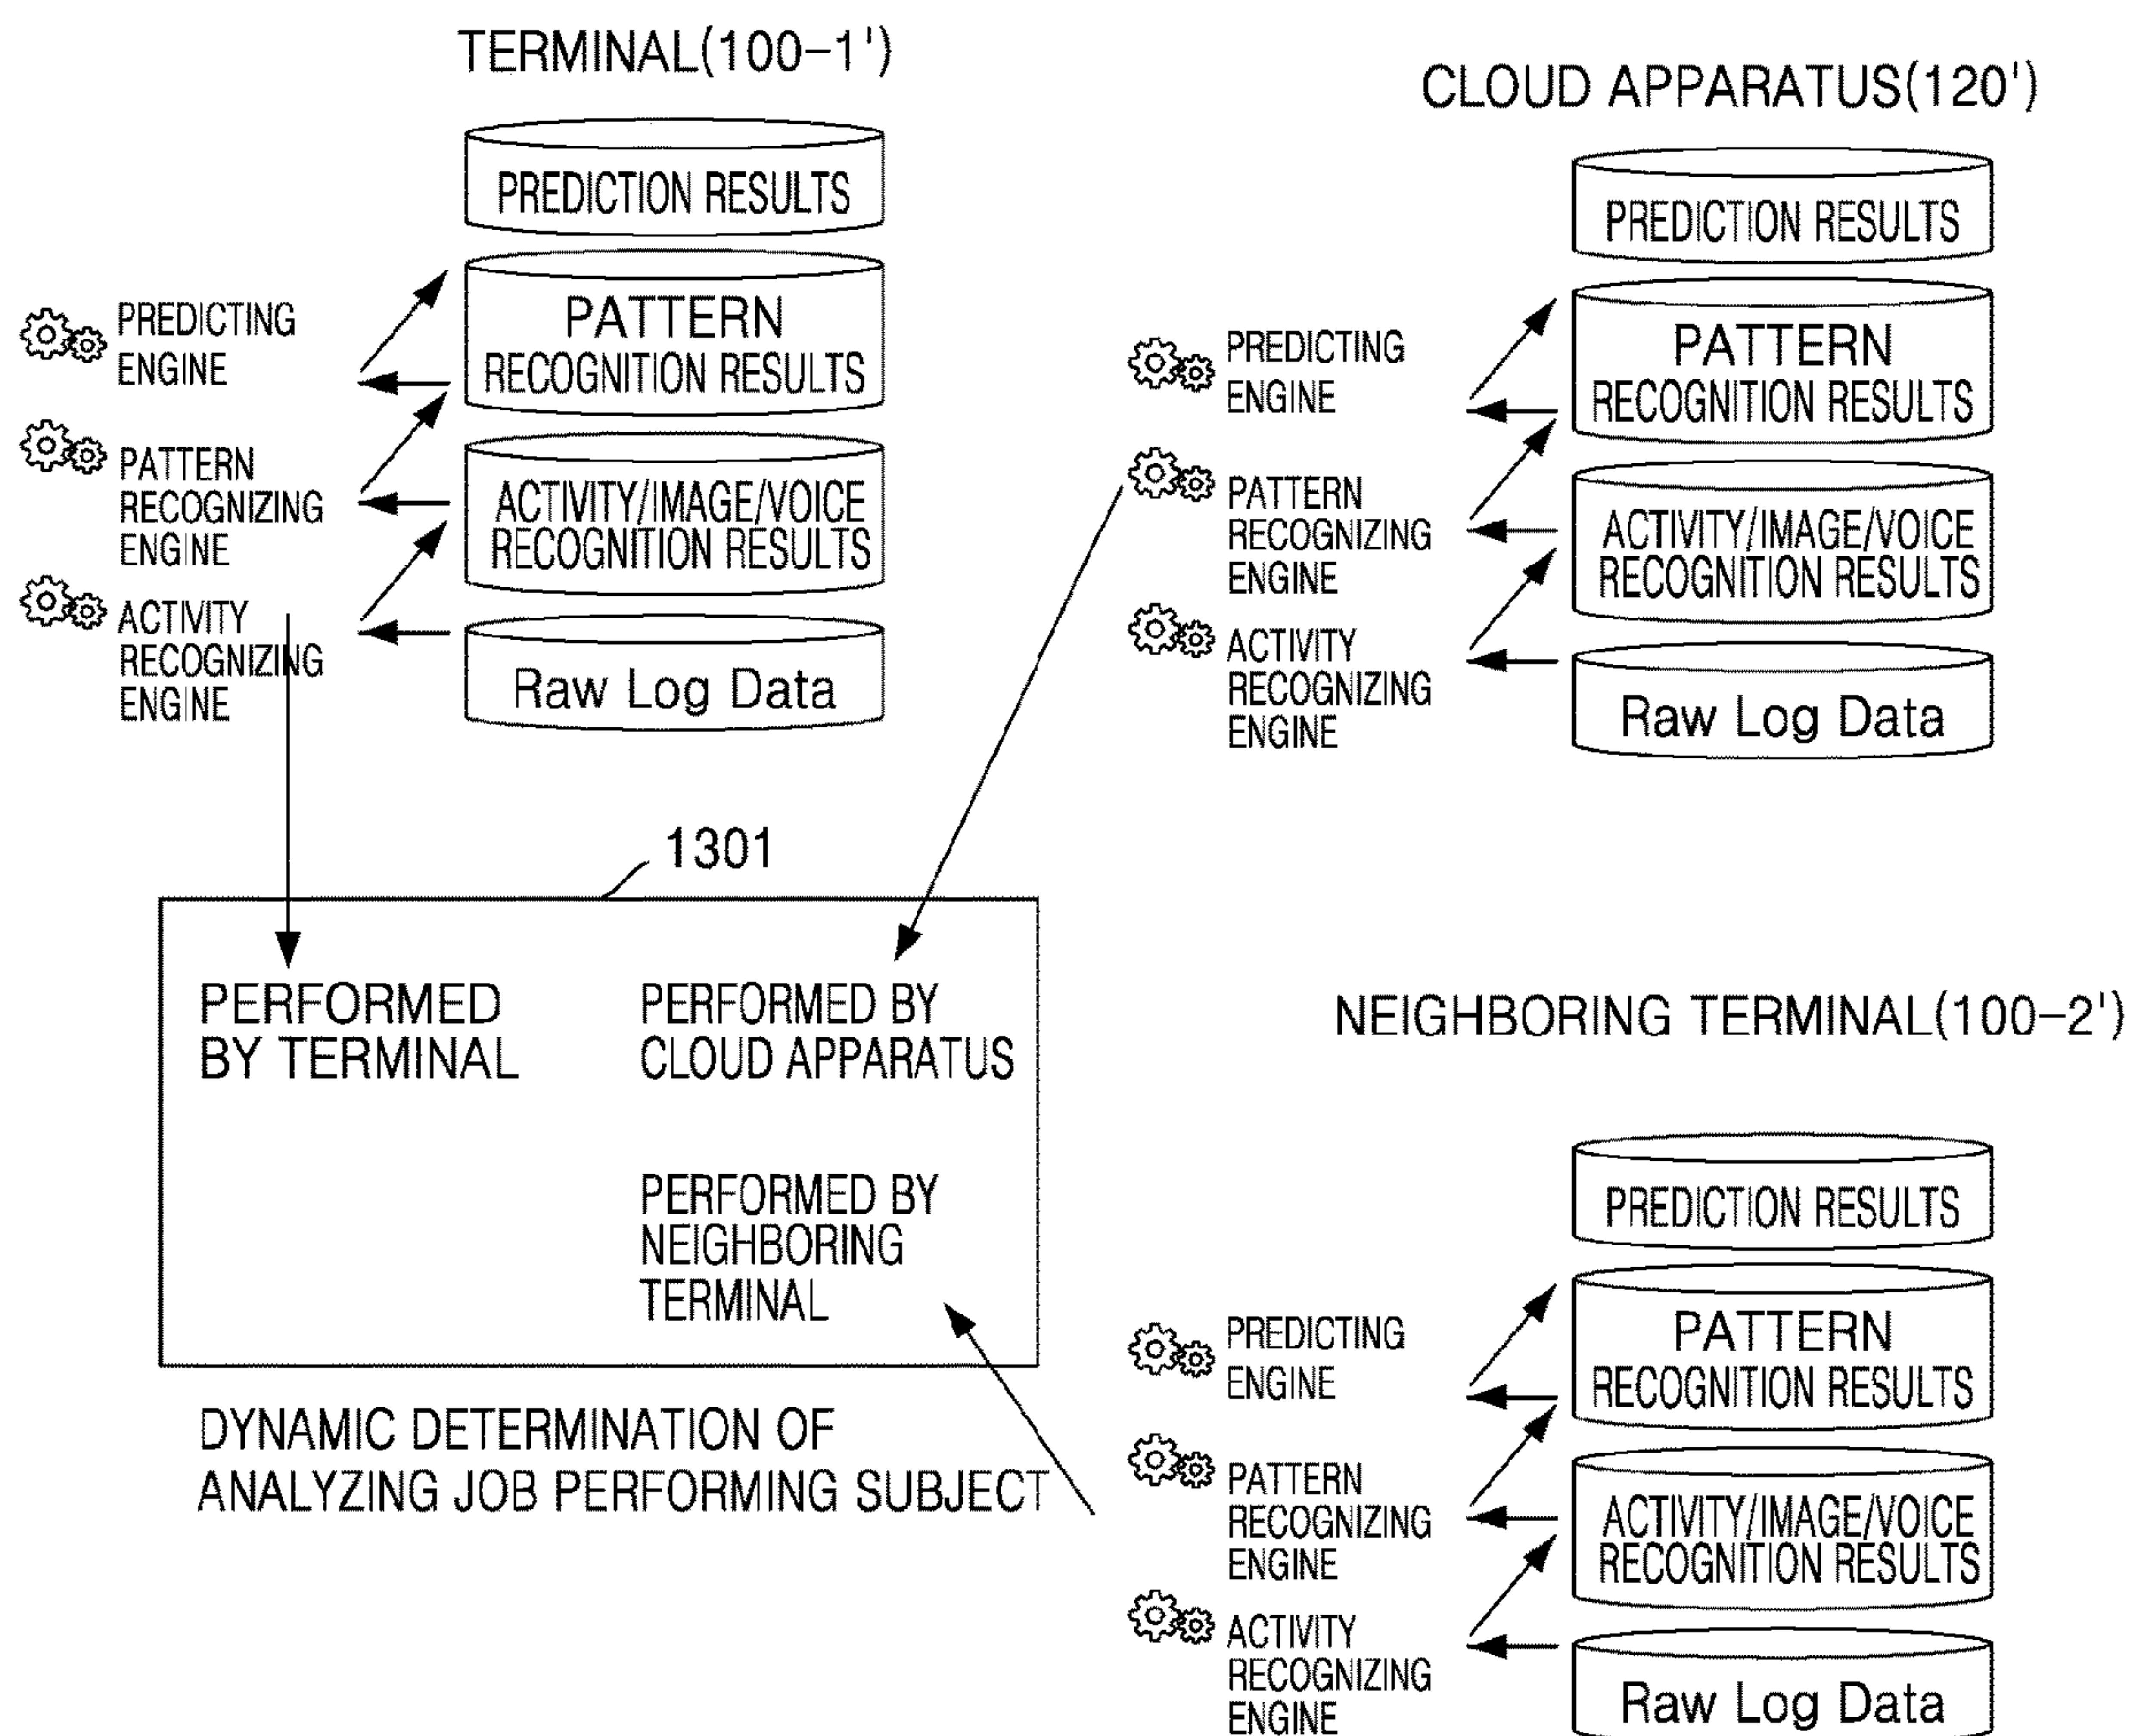 TERMINAL(100-1')
PREDICTION RESULTS
PATTERN
RECOGNITION RESULTS
ACTIVITY/IMAGE/VOICE
RECOGNITION RESULTS
Raw Log Data
PREDICTING
ENGINE
PATTERN
RECOGNIZING
ENGINE
ACTIVITY
RECOGNIZING
ENGINE
CLOUD APPARATUS(120')
PREDICTION RESULTS
PATTERN
RECOGNITION RESULTS
ACTIVITY/IMAGE/VOICE
RECOGNITION RESULTS
Raw Log Data
PREDICTING
ENGINE
PATTERN
RECOGNIZING
ENGINE
ACTIVITY
RECOGNIZING
ENGINE
1301
PERFORMED
BY TERMINAL
PERFORMED BY
CLOUD APPARATUS
PERFORMED BY
NEIGHBORING
TERMINAL
DYNAMIC DETERMINATION OF
ANALYZING JOB PERFORMING SUBJECT
NEIGHBORING TERMINAL(100-2')
PREDICTION RESULTS
PATTERN
RECOGNITION RESULTS
ACTIVITY/IMAGE/VOICE
RECOGNITION RESULTS
Raw Log Data
PREDICTING
ENGINE
PATTERN
RECOGNIZING
ENGINE
ACTIVITY
RECOGNIZING
ENGINE